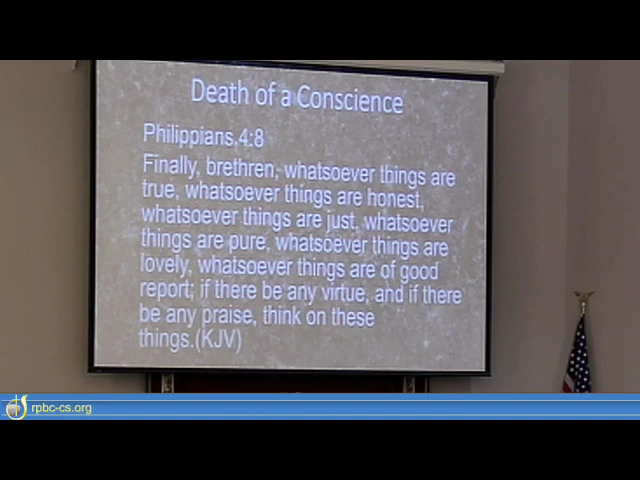 Death of a Conscience
Philippians 4:8
Finally, brethren, whatsoever things are
true, whatsoever things are honest,
whatsoever things are just, whatsoever
things are pure, whatsoever things are
lovely, whatsoever things are of good
report; if there be any virtue, and if there
be any praise, think on these
things.(KJV)
rpbc-cs.org